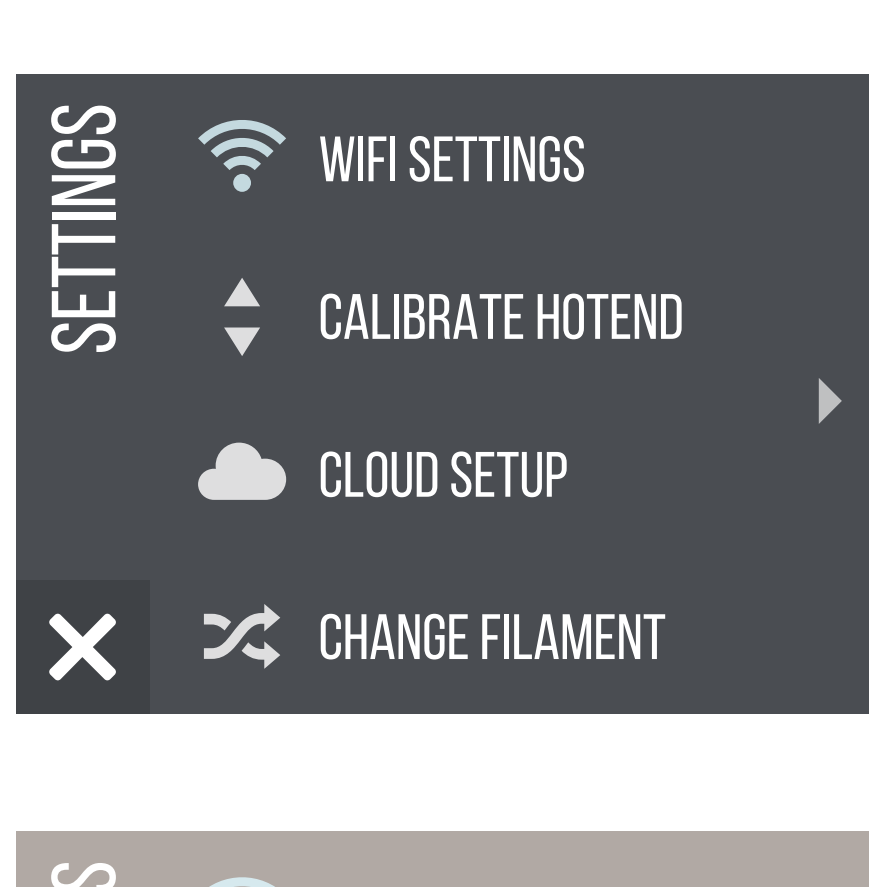 SETTINGS
WIFI SETTINGS
CALIBRATE HOTEND
CLOUD SETUP
CHANGE FILAMENT